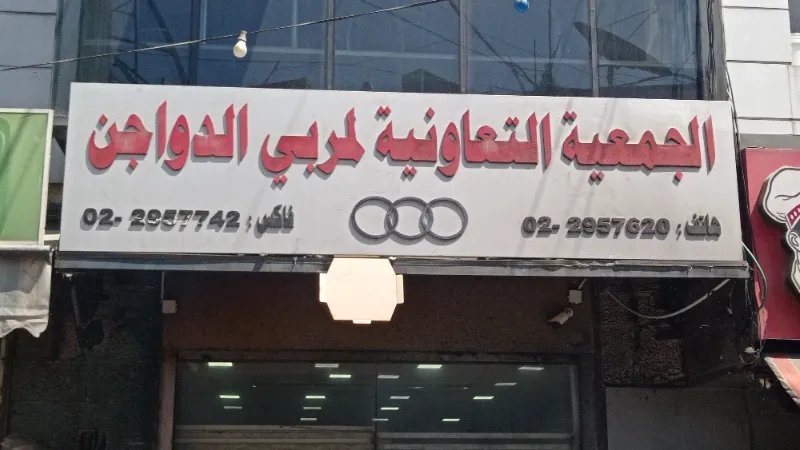 الجمعية التعاونية لمربي الدواجن
هاتف : 02- 2957620
فاكس : 02- 2957742